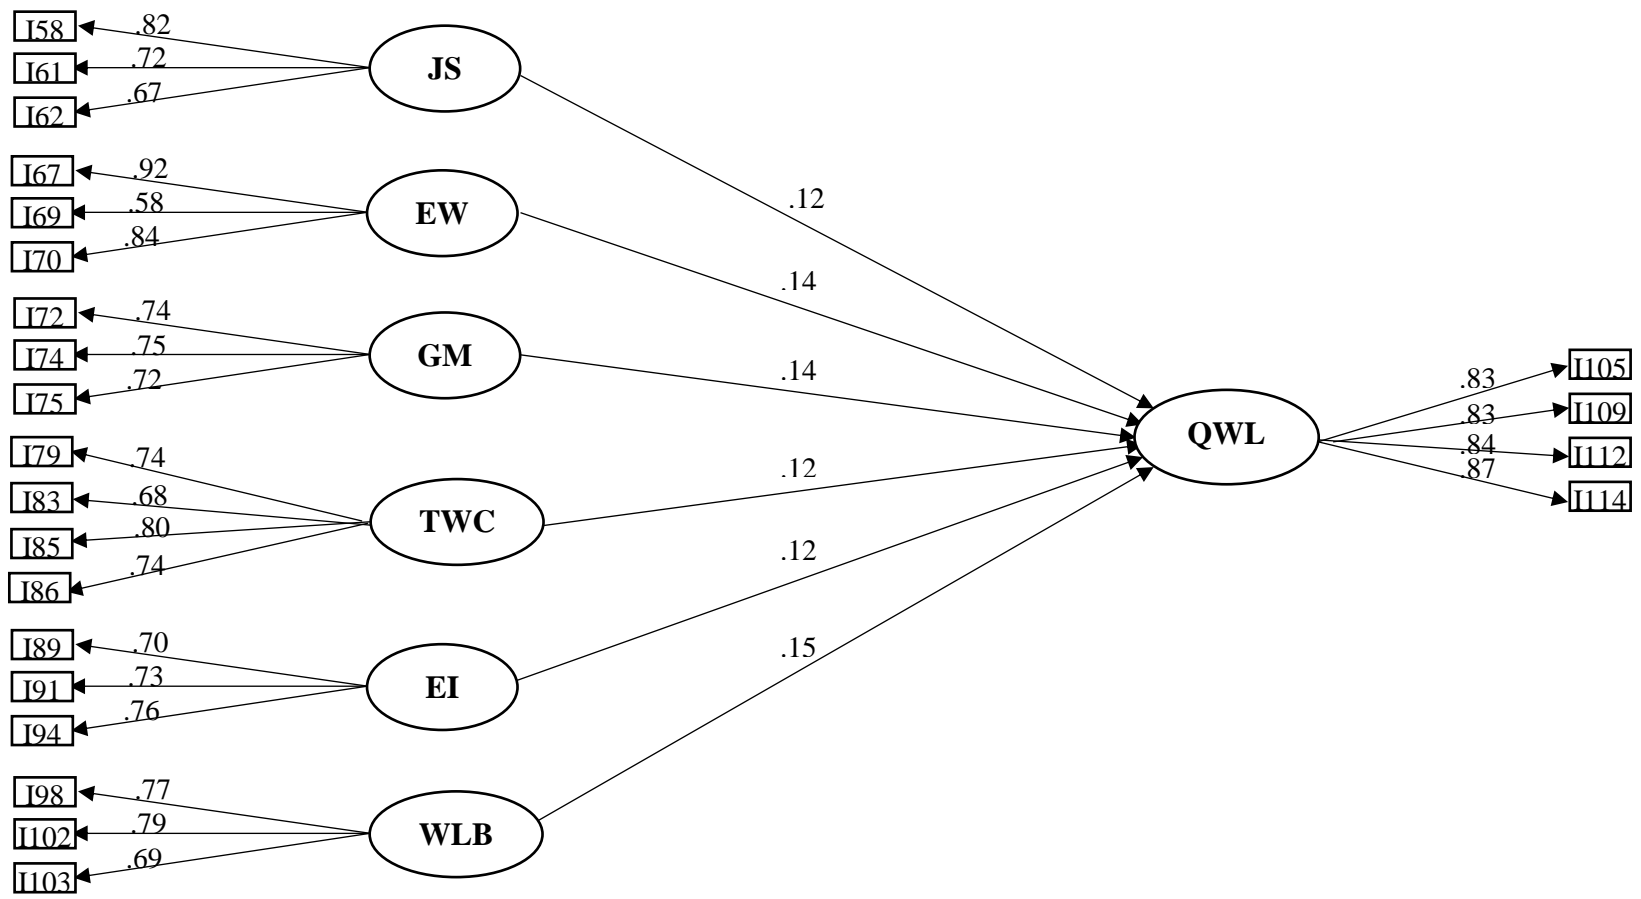 I58
.82
I61
.72
JS
I62
.67
I67
.92
I69
.58
EW
I70
.84
.12
.14
I72
.74
I74
.75
GM
I75
.72
.14
I79
.74
I83
.68
I85
.80
TWC
I86
.74
.12
.12
I89
.70
I91
.73
EI
I94
.76
.15
I98
.77
I102
.79
WLB
I103
.69
QWL
.83
I105
.83
I109
.84
I112
.87
I114